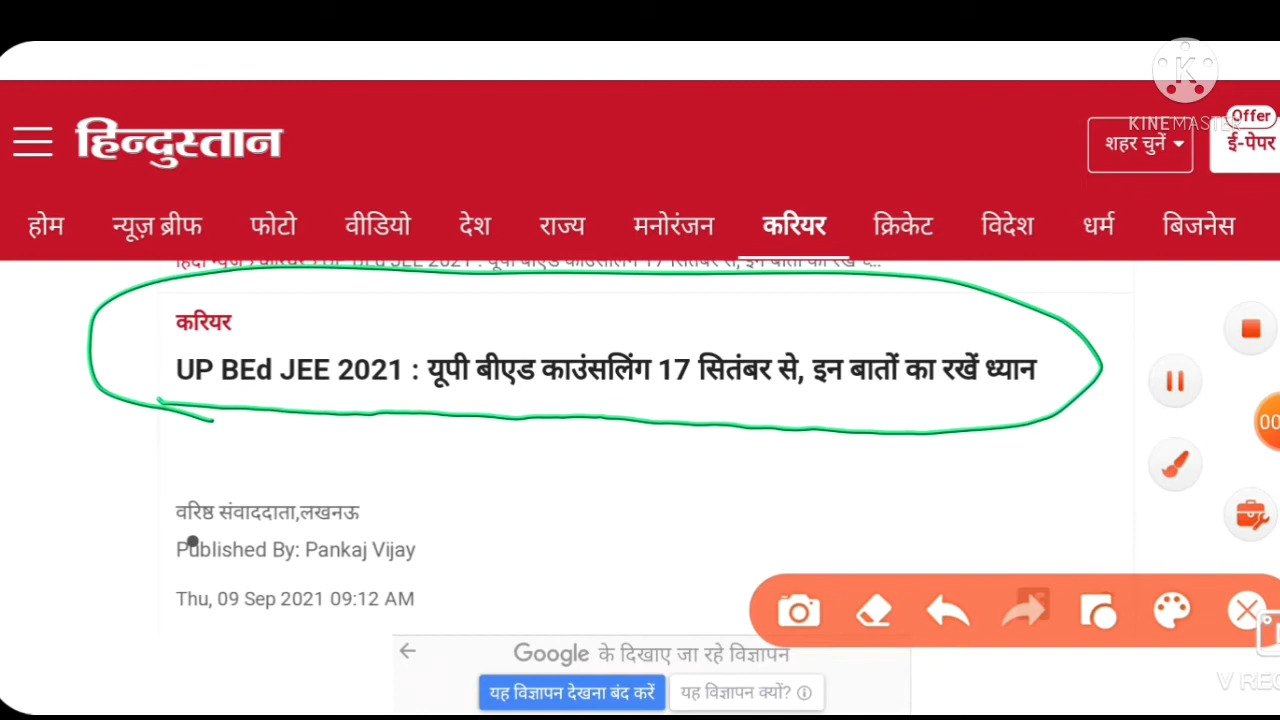 KINEMASTER
हिन्दुस्तान
शहर चुनें
Offer
ई-पेपर
होम न्यूज़ ब्रीफ फोटो वीडियो देश राज्य मनोरंजन करियर क्रिकेट विदेश धर्म बिजनेस
करियर
UP BEd JEE 2021 : यूपी बीएड काउंसलिंग 17 सितंबर से, इन बातों का रखें ध्यान
वरिष्ठ संवाददाता,लखनऊ
Published By: Pankaj Vijay
Thu, 09 Sep 2021 09:12 AM
Google के दिखाए जा रहे विज्ञापन
यह विज्ञापन देखना बंद करें यह विज्ञापन क्यों?
00
V REC